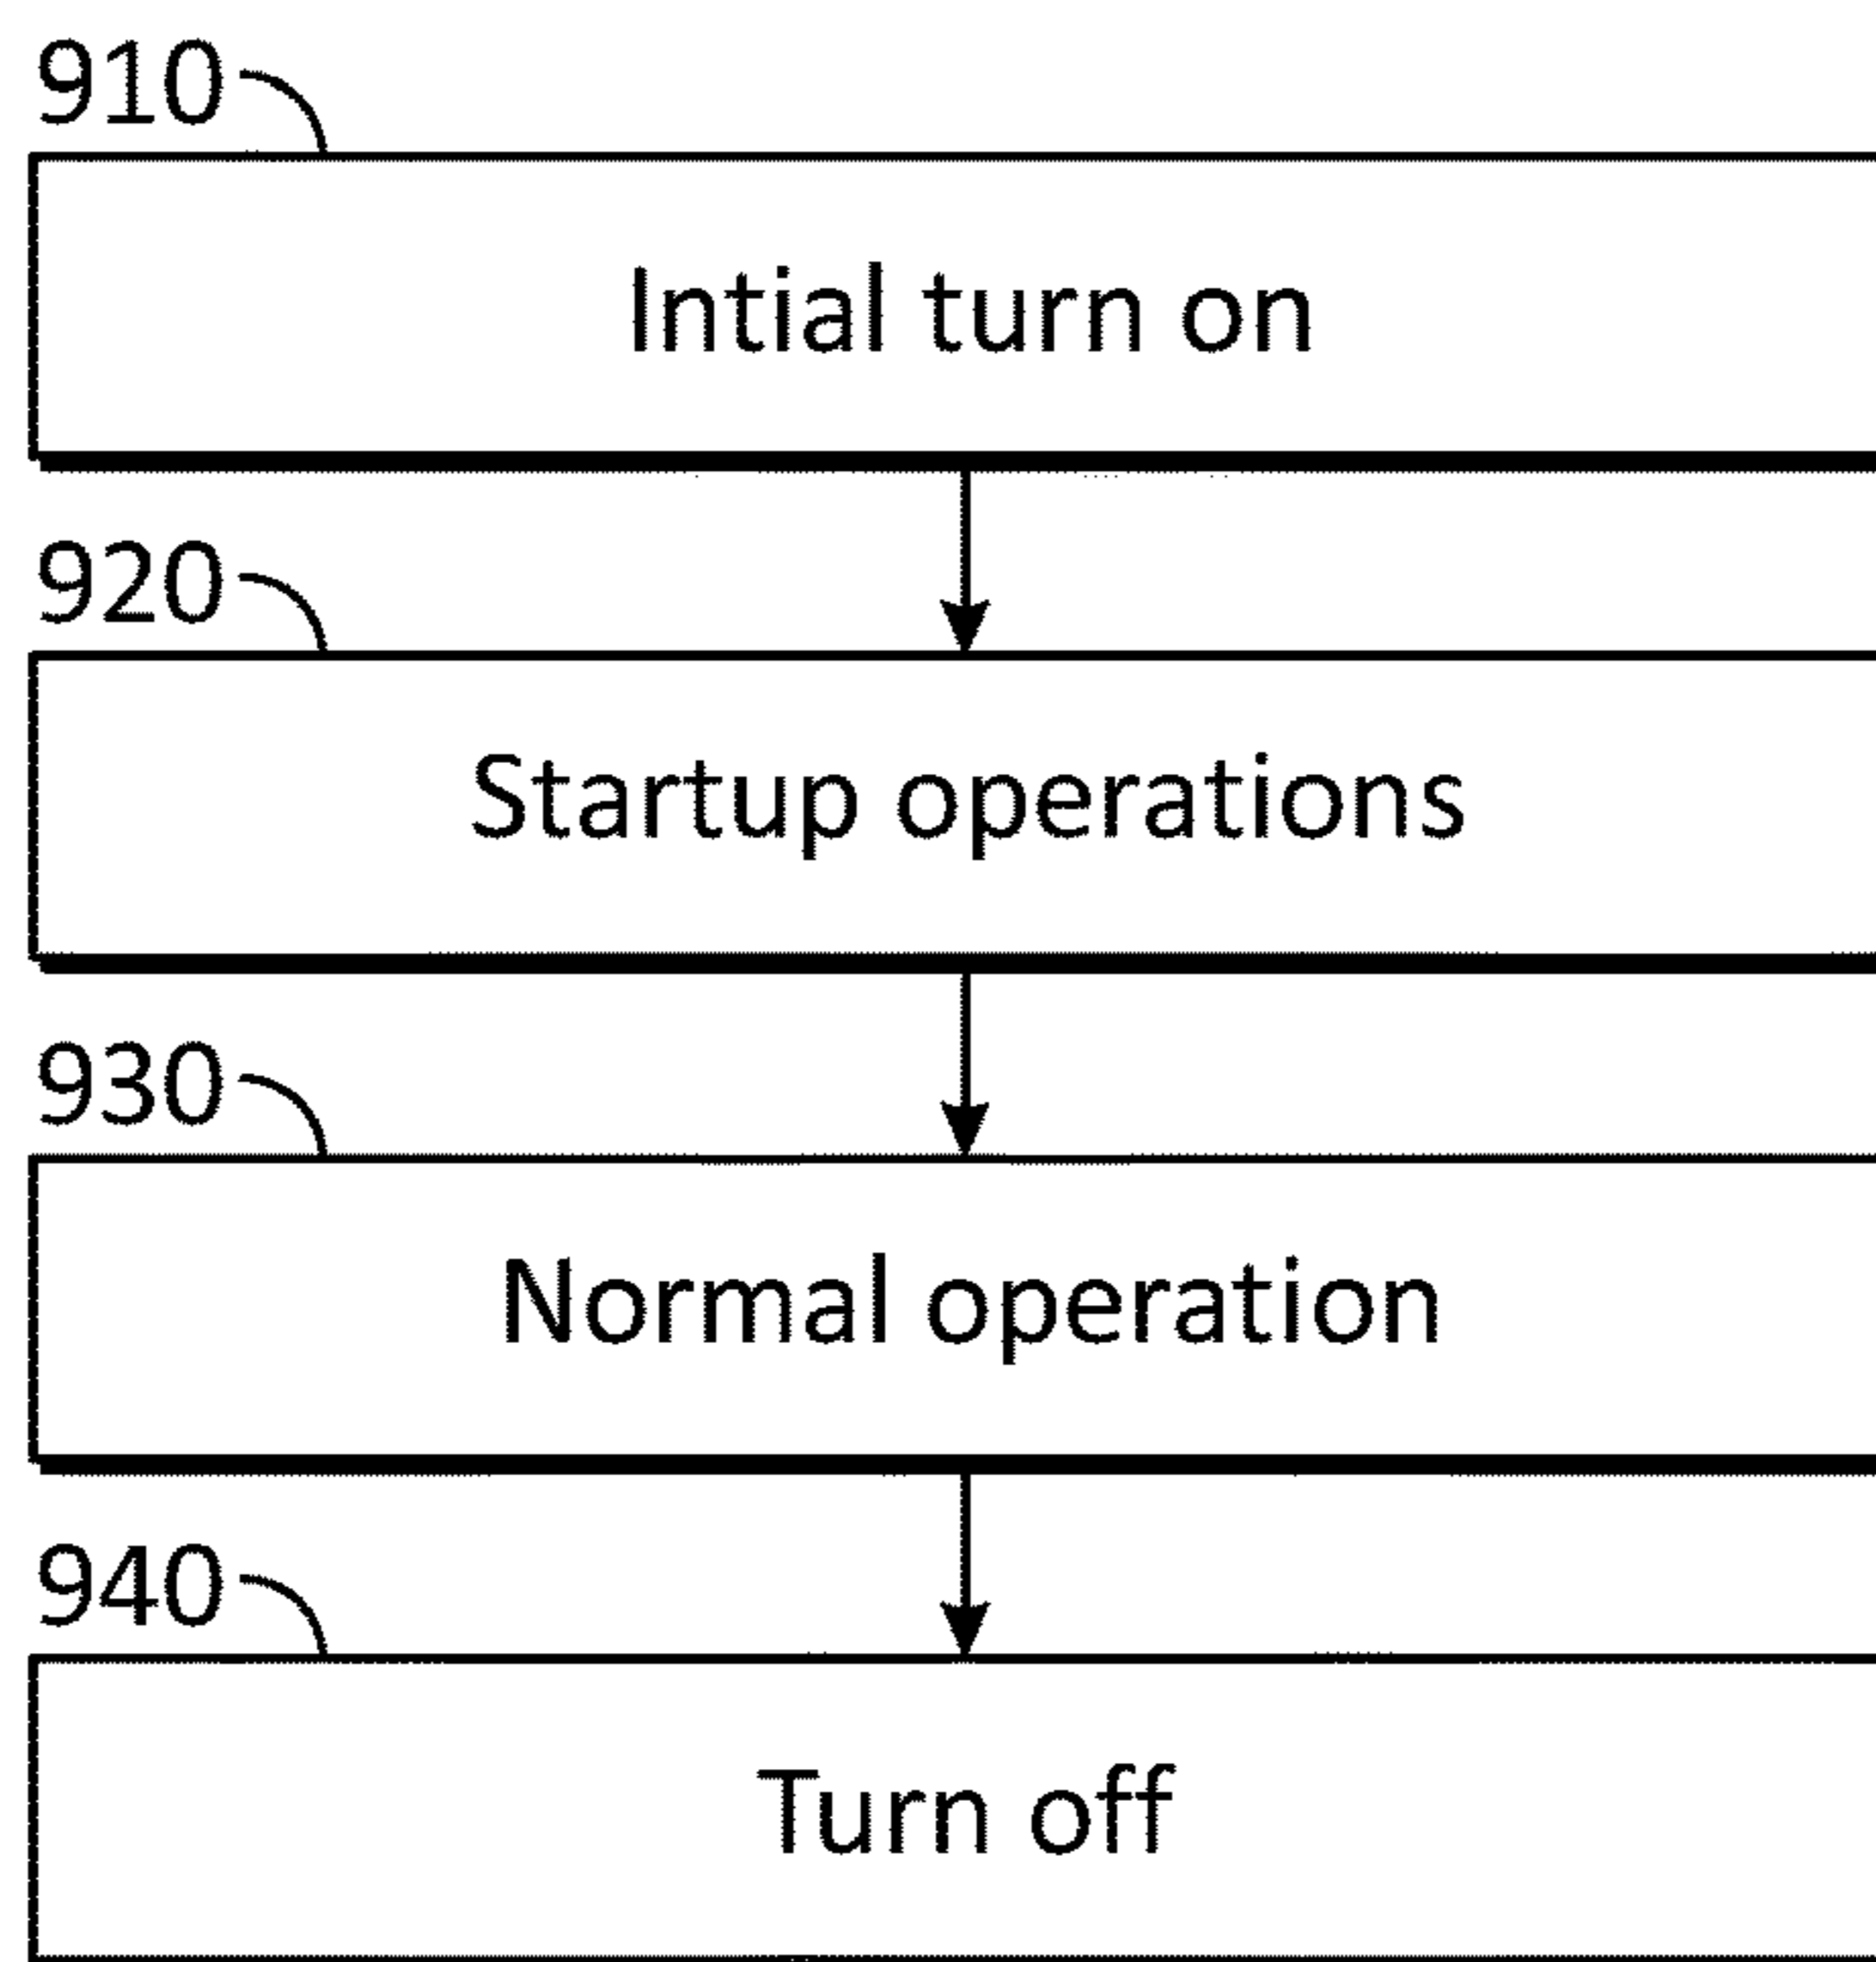 910
Intial turn on
920
Startup operations
930
Normal operation
940
Turn off